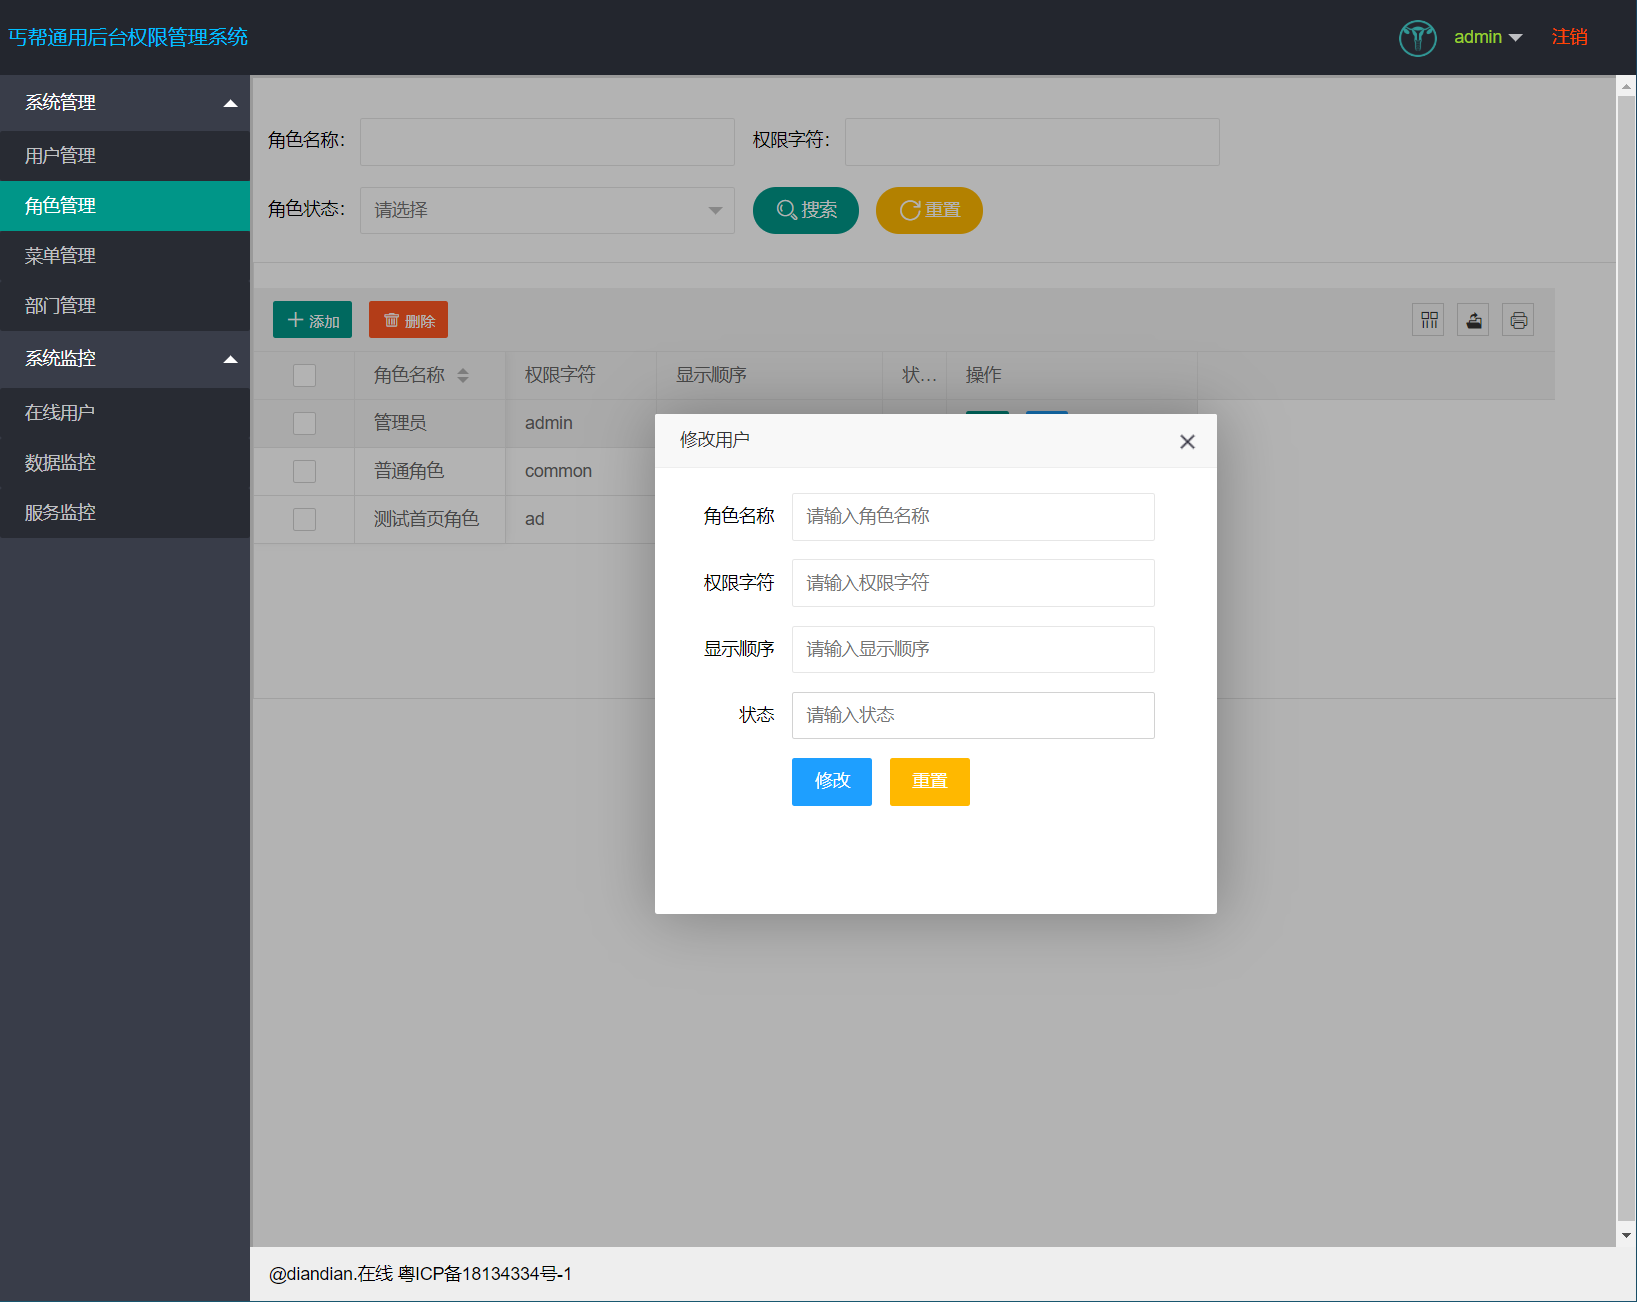 丐帮通用后台权限管理系统
admin
注销
系统管理
用户管理
角色管理
菜单管理
部门管理
系统监控
在线用户
数据监控
服务监控
角色名称：
权限字符：
角色状态：
请选择
搜索
重置
添加
删除
角色名称
权限字符
显示顺序
状...
操作
管理员
admin
普通角色
common
测试首页角色
ad
修改用户
角色名称
请输入角色名称
权限字符
请输入权限字符
显示顺序
请输入显示顺序
状态
请输入状态
修改
重置
@diandian.在线 粤ICP备18134334号-1